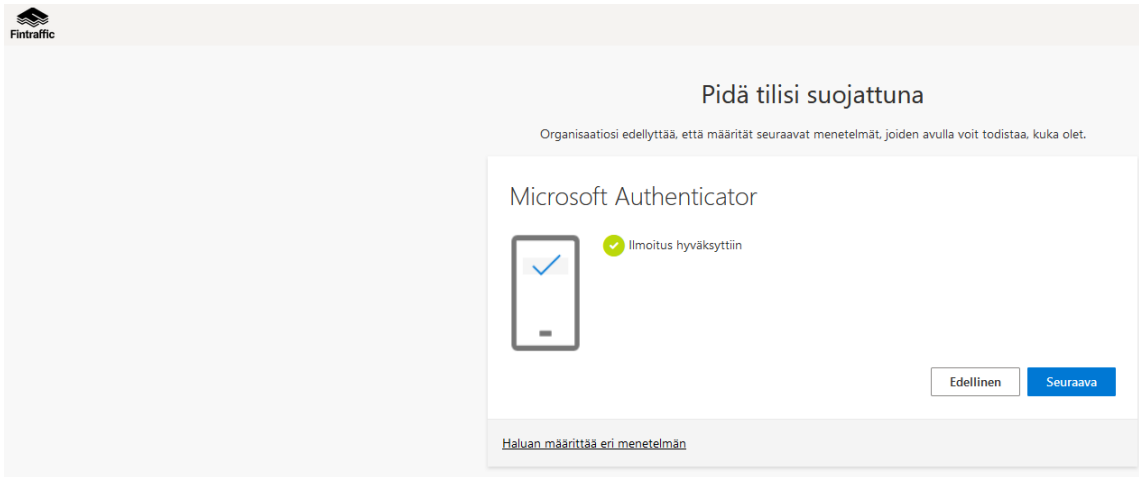 Fintraffic
Pidä tilisi suojattuna
Organisaatiosi edellyttää, että määrität seuraavat menetelmät, joiden avulla voit todistaa, kuka olet.
Microsoft Authenticator
Ilmoitus hyväksyttiin
Edellinen
Seuraava
Haluan määrittää eri menetelmän